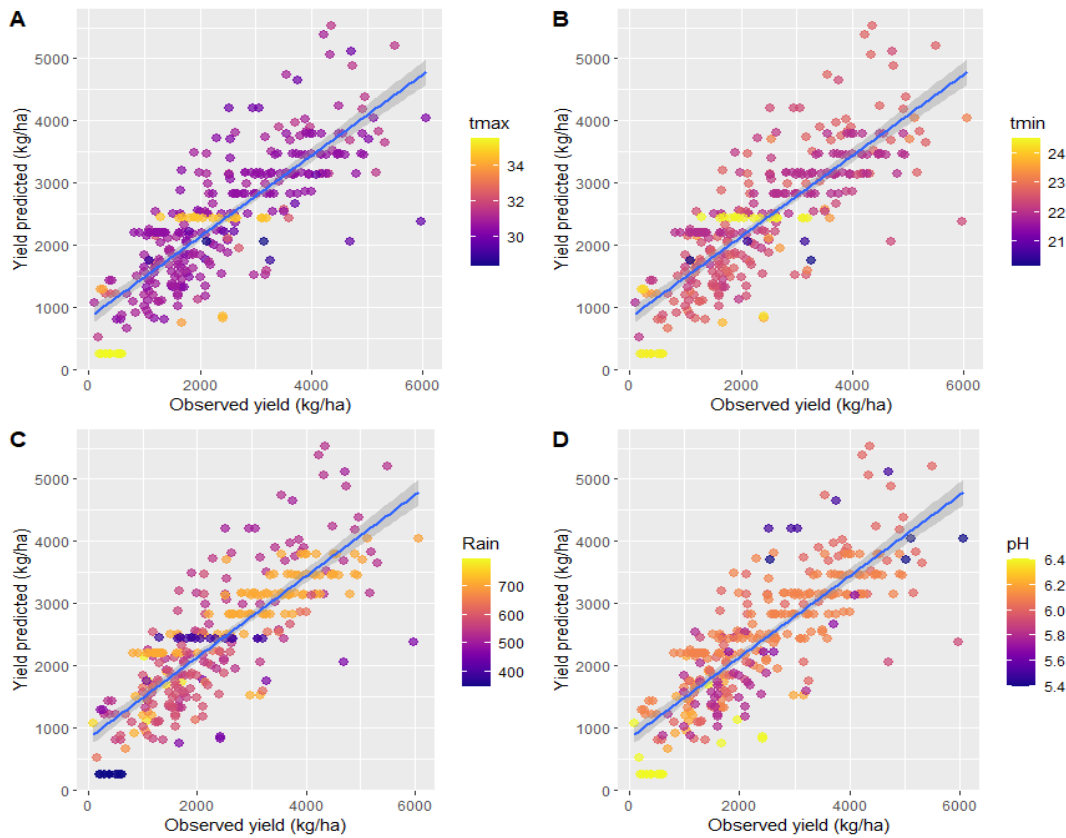 A
Yield predicted (kg/ha)
5000
4000
3000
2000
1000
0
0 2000 4000 6000
Observed yield (kg/ha)
tmax
34
32
30
B
Yield predicted (kg/ha)
5000
4000
3000
2000
1000
0
0 2000 4000 6000
Observed yield (kg/ha)
tmin
24
23
22
21
C
Yield predicted (kg/ha)
5000
4000
3000
2000
1000
0
0 2000 4000 6000
Observed yield (kg/ha)
Rain
700
600
500
400
D
Yield predicted (kg/ha)
5000
4000
3000
2000
1000
0
0 2000 4000 6000
Observed yield (kg/ha)
pH
6.4
6.2
6.0
5.8
5.6
5.4